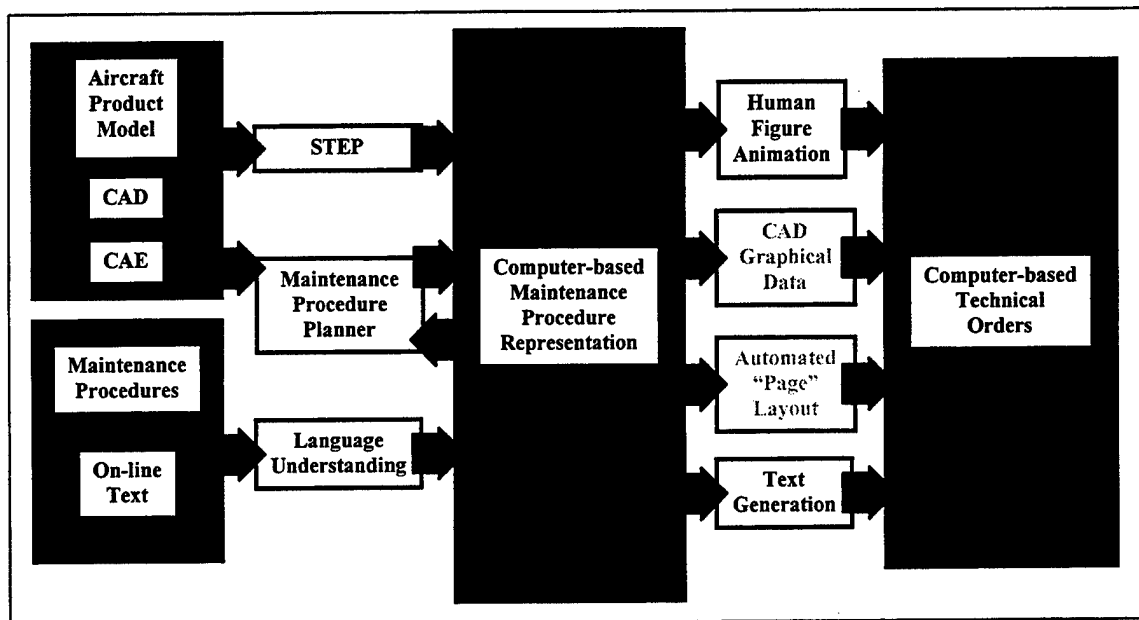 Aircraft
Product
Model
CAD
CAE
Maintenance
Procedures
On-line
Text
STEP
Maintenance
Procedure
Planner
Language
Understanding
Computer-based
Maintenance
Procedure
Representation
Human
Figure
Animation
CAD
Graphical
Data
Automated
“Page”
Layout
Text
Generation
Computer-based
Technical
Orders